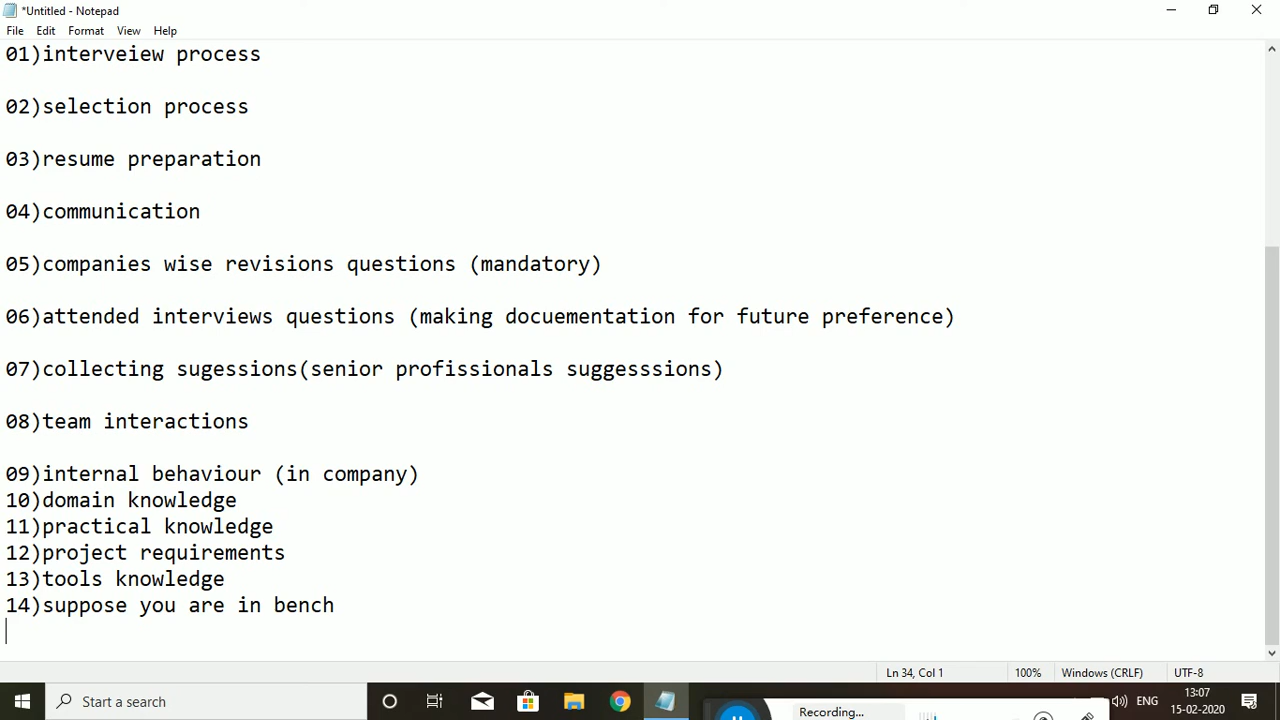 *Untitled - Notepad
File Edit Format View Help
01)interveiew process
02)selection process
03)resume preparation
04)communication
05)companies wise revisions questions (mandatory)
06)attended interviews questions (making docuementation for future preference)
07)collecting sugessions(senior profissionals suggesssions)
08)team interactions
09)internal behaviour (in company)
10)domain knowledge
11)practical knowledge
12)project requirements
13)tools knowledge
14)suppose you are in bench
Ln 34, Col 1 100% Windows (CRLF) UTF-8
Start a search
Recording...
ENG
13:07
15-02-2020